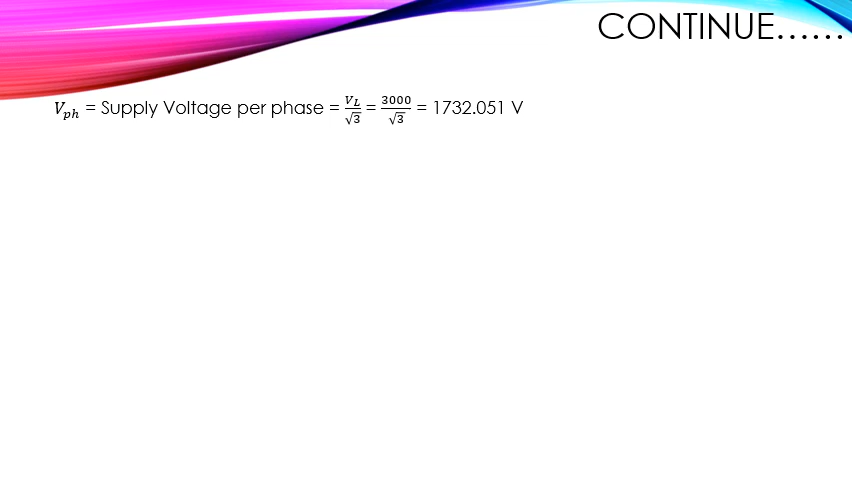 CONTINUE……
V_ph = Supply Voltage per phase = V_L/√3 = 3000/√3 = 1732.051 V